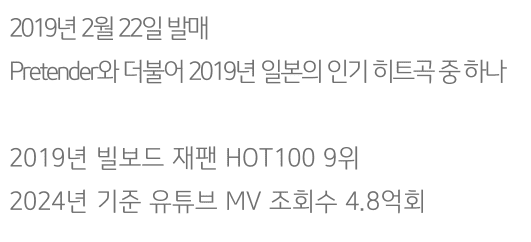 2019년 2월 22일 발매
Pretender와 더불어 2019년 일본의 인기 히트곡 중 하나
2019년 빌보드 재팬 HOT100 9위
2024년 기준 유튜브 MV 조회수 4.8억회